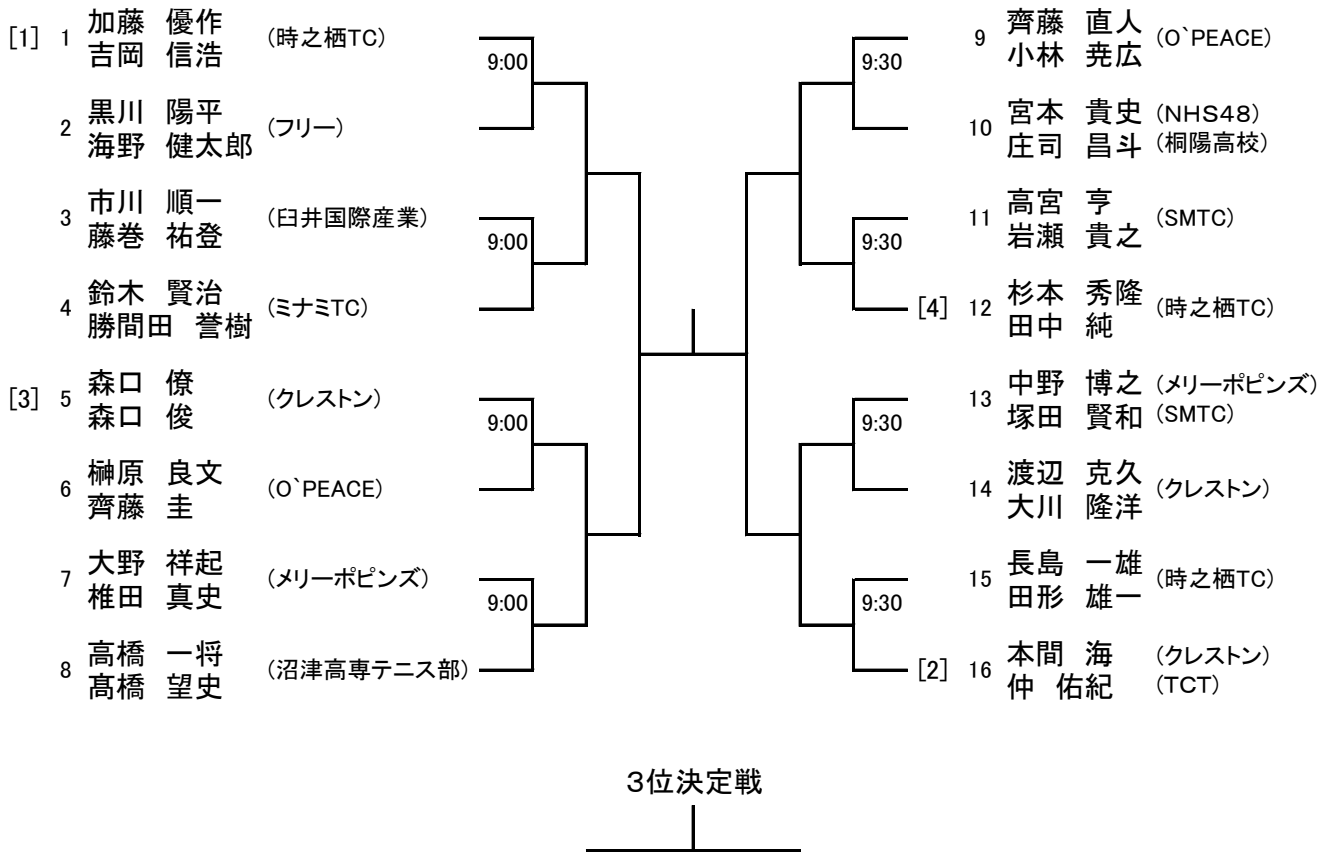 [1] 1 加藤 優作 (時之栖TC)
吉岡 信浩
9:00
2 黒川 陽平 (フリー)
海野 健太郎
3 市川 順一 (臼井国際産業)
藤巻 祐登
9:00
4 鈴木 賢治 (ミナミTC)
勝間田 誉樹
[3] 5 森口 僚 (クレストン)
森口 俊
9:00
6 榊原 良文 (O`PEACE)
齊藤 圭
7 大野 祥起 (メリーポピンズ)
椎田 真史
9:00
8 高橋 一将 (沼津高専テニス部)
髙橋 望史
9 齊藤 直人 (O`PEACE)
小林 尭広
9:30
10 宮本 貴史 (NHS48)
庄司 昌斗 (桐陽高校)
11 高宮 亨 (SMTC)
岩瀬 貴之
9:30
[4] 12 杉本 秀隆 (時之栖TC)
田中 純
13 中野 博之 (メリーポピンズ)
塚田 賢和 (SMTC)
9:30
14 渡辺 克久 (クレストン)
大川 隆洋
15 長島 一雄 (時之栖TC)
田形 雄一
9:30
[2] 16 本間 海 (クレストン)
仲 佑紀 (TCT)
3位決定戦